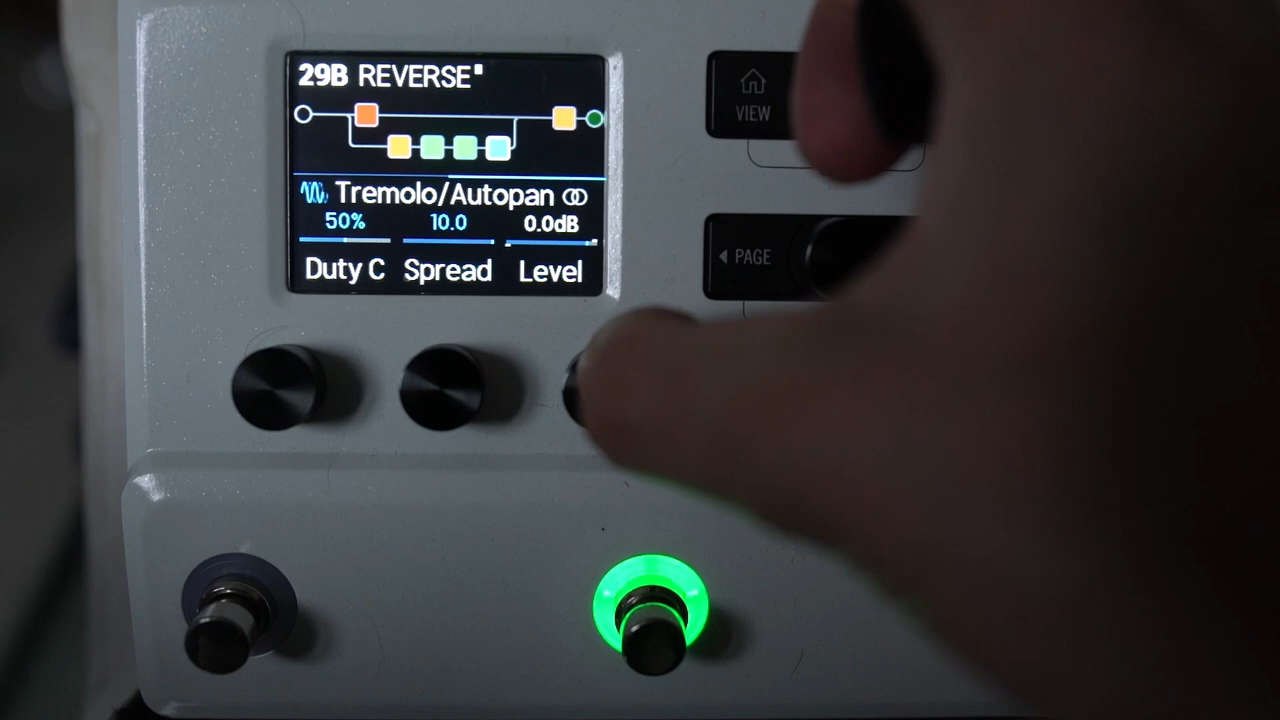 29B REVERSE
Tremolo/Autopan
50% 10.0 0.0dB
Duty C Spread Level
VIEW
PAGE